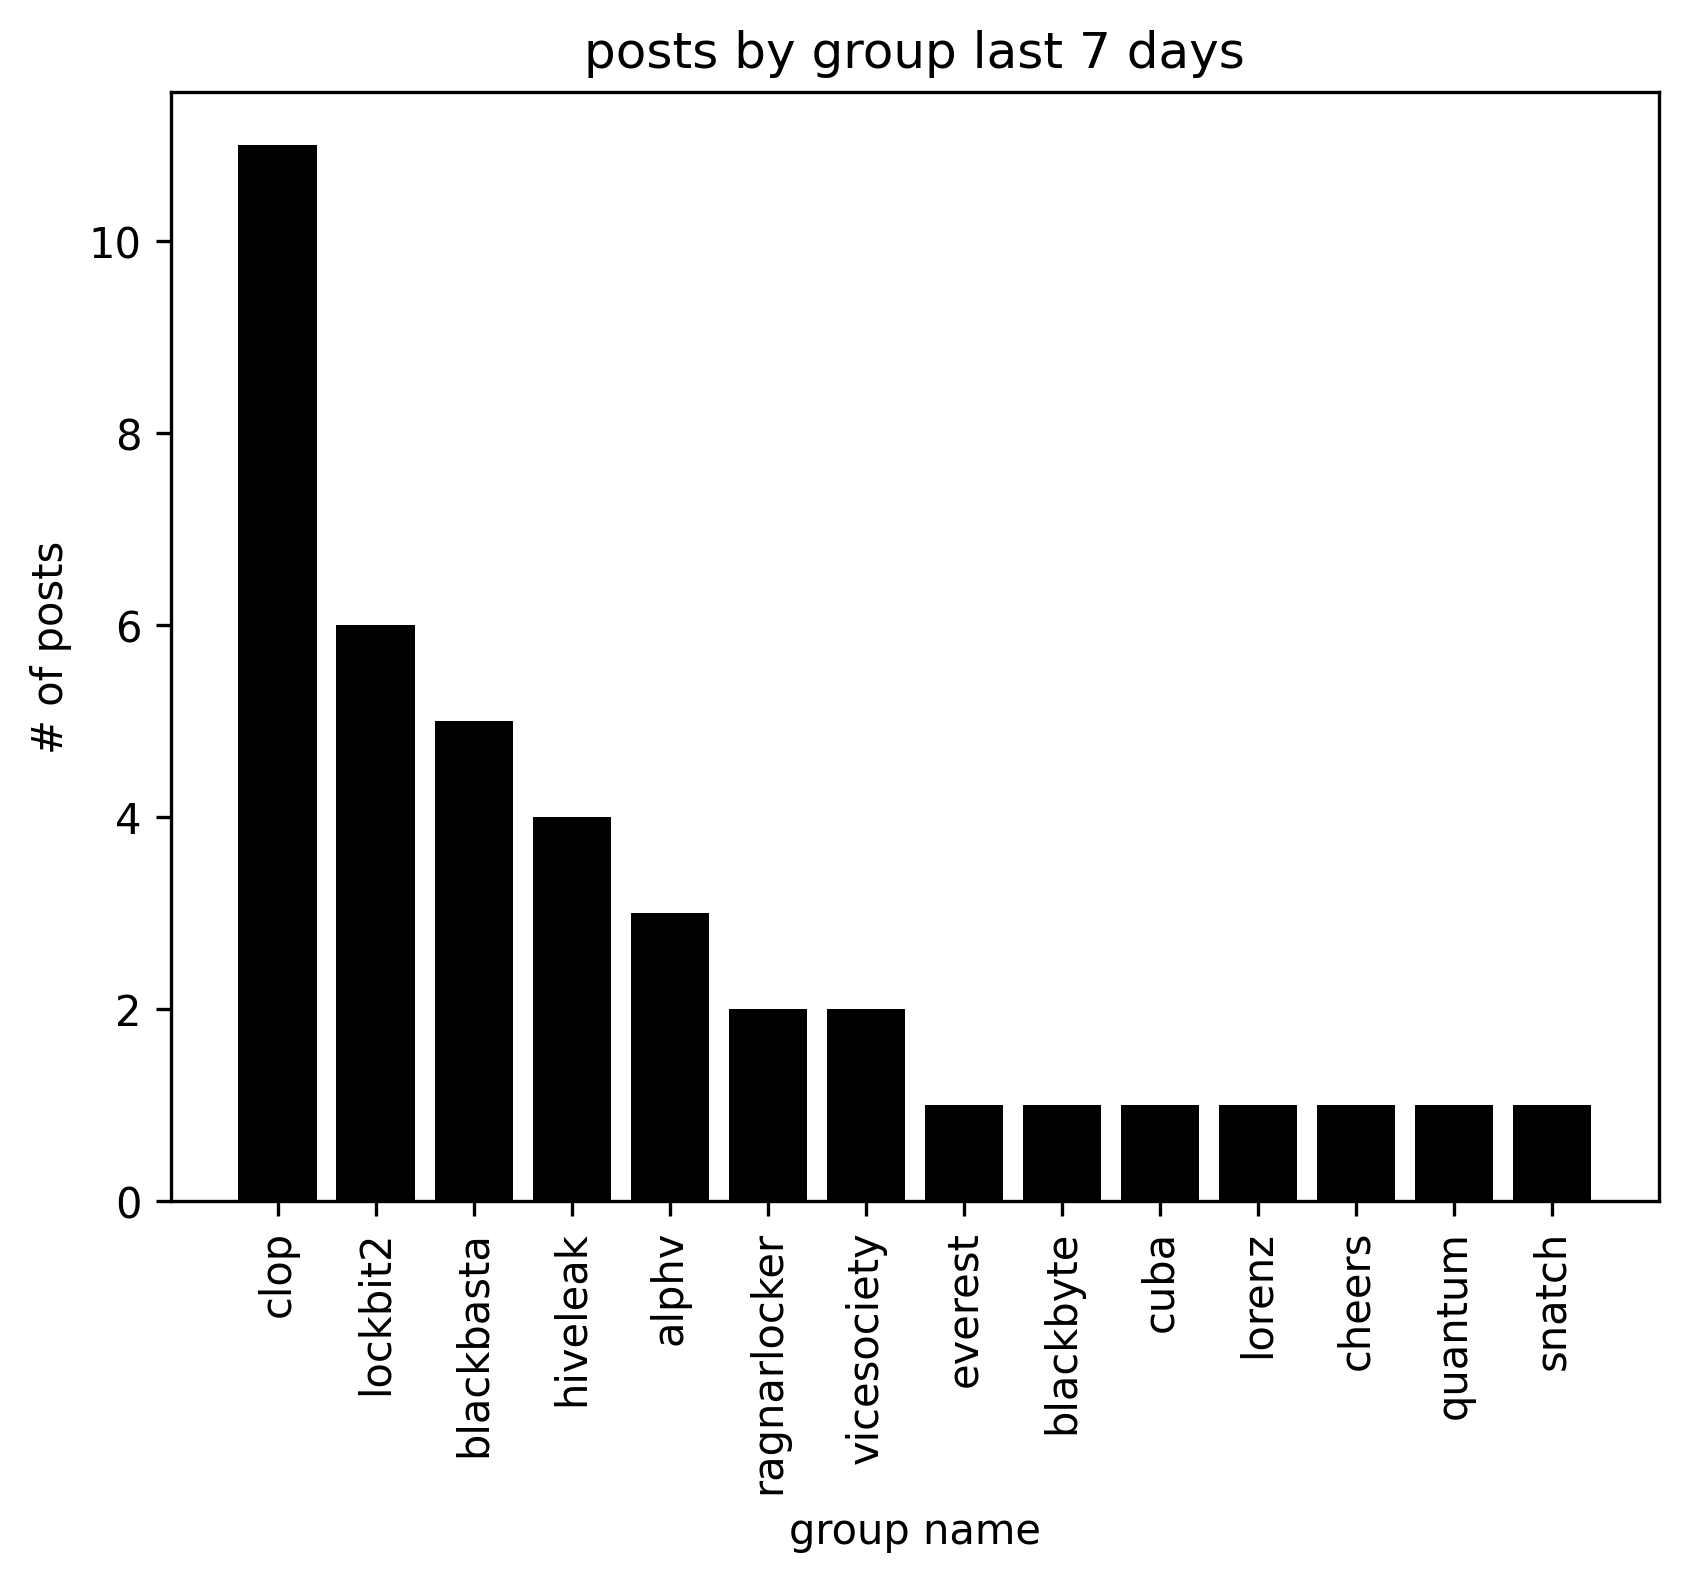 posts by group last 7 days
# of posts
10
8
6
4
2
0
clop
lockbit2
blackbasta
hiveleak
alphv
ragnarlocker
vicesociety
everest
blackbyte
cuba
lorenz
cheers
quantum
snatch
group name